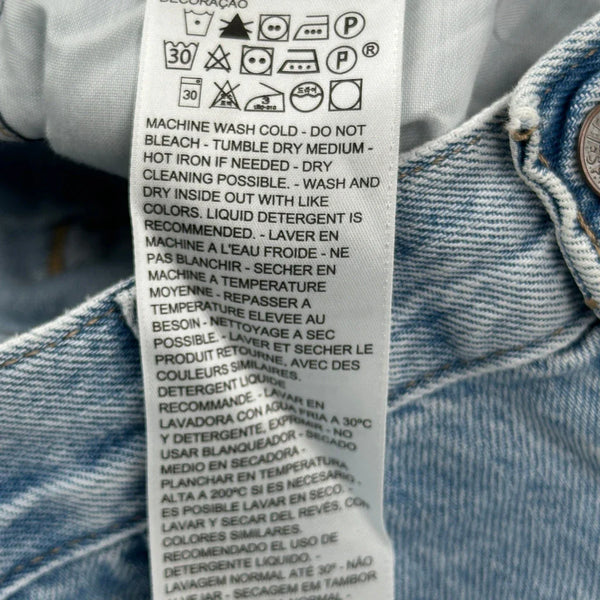 DECORAÇÃO
P
30 P®
30
MACHINE WASH COLD - DO NOT
BLEACH - TUMBLE DRY MEDIUM -
HOT IRON IF NEEDED - DRY
CLEANING POSSIBLE. - WASH AND
DRY INSIDE OUT WITH LIKE
COLORS. LIQUID DETERGENT IS
RECOMMENDED. - LAVER EN
MACHINE A L'EAU FROIDE - NE
PAS BLANCHIR - SECHER EN
MACHINE A TEMPERATURE
MOYENNE - REPASSER A
TEMPERATURE ELEVEE AU
BESOIN - NETTOYAGE A SEC
POSSIBLE. - LAVER ET SECHER LE
PRODUIT RETOURNE, AVEC DES
COULEURS SIMILAIRES.
DETERGENT LIQUIDE
RECOMMANDE. - LAVAR EN
LAVADORA CON AGUA FRIA A 30ºC
Y DETERGENTE, EXPRIMIR - NO
USAR BLANQUEADOR - SECADO
MEDIO EN SECADORA -
PLANCHAR EN TEMPERATURA
ALTA A 200ºC SI ES NECESARIO -
ES POSIBLE LAVAR EN SECO. -
LAVAR Y SECAR DEL REVÉS, CON
COLORES SIMILARES.
RECOMENDADO EL USO DE
DETERGENTE LIQUIDO. -
LAVAGEM NORMAL ATÉ 30º - NÃO
ALVEJAR - SECAGEM EM TAMBOR